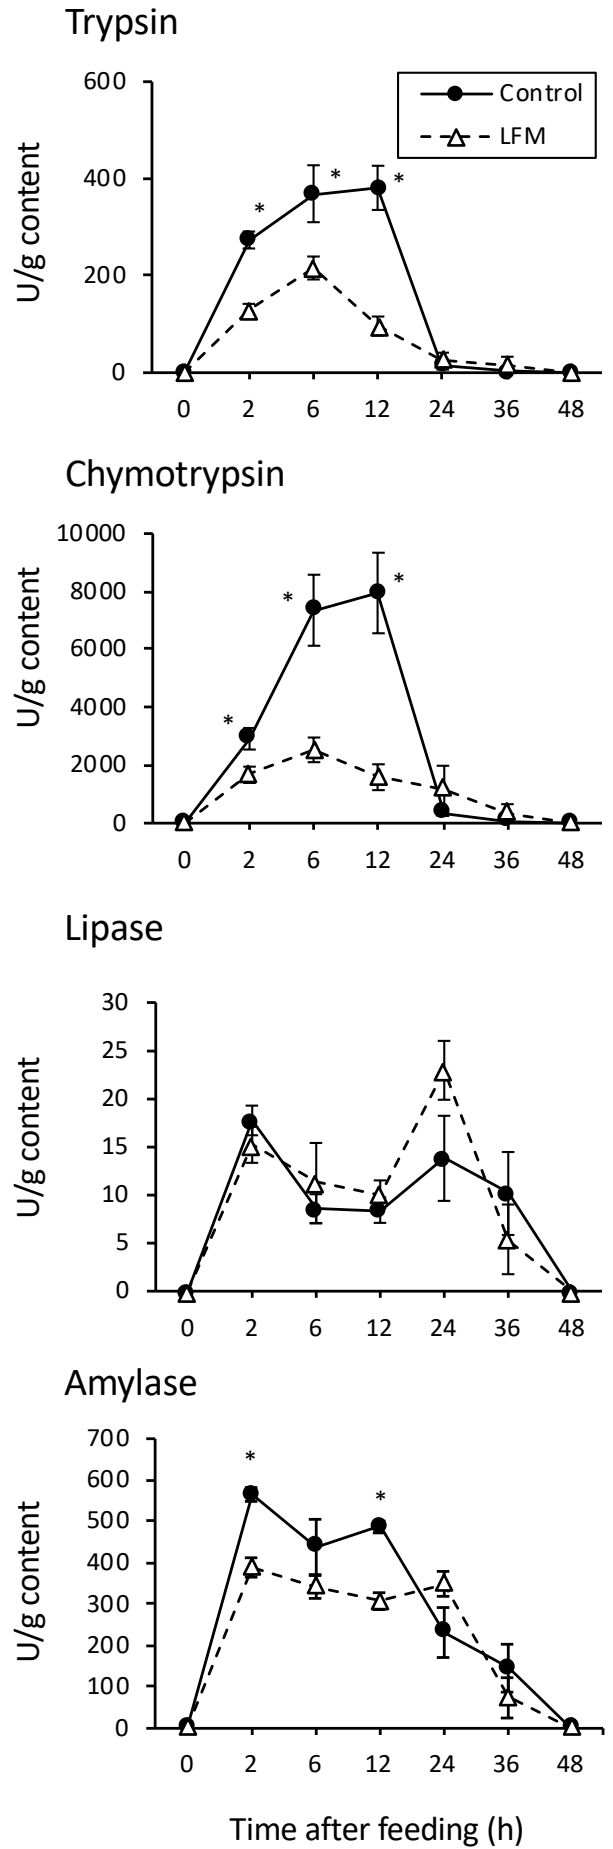 Trypsin
Control
LFM
U/g content
600
400
200
0
*
*
*
0 2 6 12 24 36 48
Chymotrypsin
U/g content
10000
8000
6000
4000
2000
0
*
*
*
0 2 6 12 24 36 48
Lipase
U/g content
30
25
20
15
10
5
0
0 2 6 12 24 36 48
Amylase
U/g content
700
600
500
400
300
200
100
0
*
*
0 2 6 12 24 36 48
Time after feeding (h)